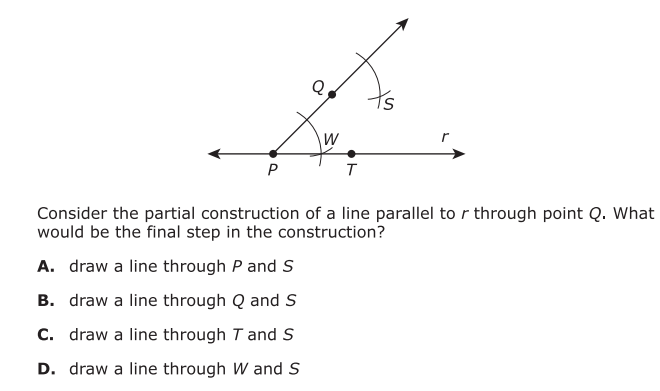 Q
S
W
r
P
T
Consider the partial construction of a line parallel to r through point Q. What
would be the final step in the construction?
A. draw a line through P and S
B. draw a line through Q and S
C. draw a line through T and S
D. draw a line through W and S